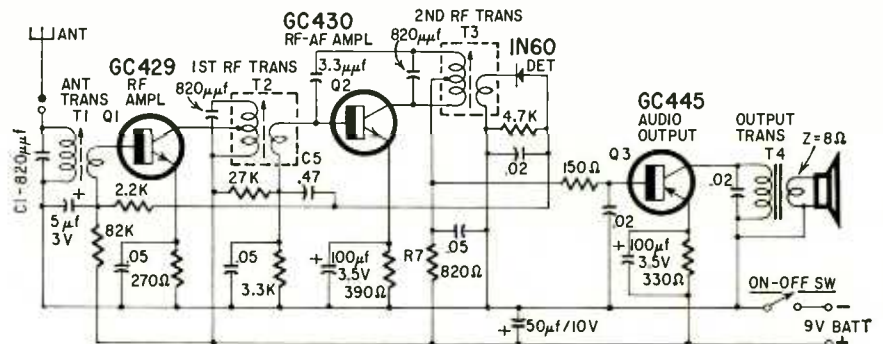 ANT
ANT
TRANS
T1
C1-820µµf
GC429
RF
AMPL
Q1
820µµf
1ST RF TRANS
T2
GC430
RF-AF AMPL
3.3µµf
Q2
820µµf
2ND RF TRANS
T3
1N60
DET
4.7K
.02
GC445
AUDIO
OUTPUT
Q3
150Ω
.02
OUTPUT
TRANS
T4
Z=8Ω
.02
+
5µf
3V
2.2K
82K
.05
270Ω
27K
C5
.47
.05
3.3K
+
100µf
3.5V
390Ω
R7
820Ω
.05
+
100µf
3.5V
330Ω
+
50µf/10V
ON-OFF SW
−
9V BATT
+